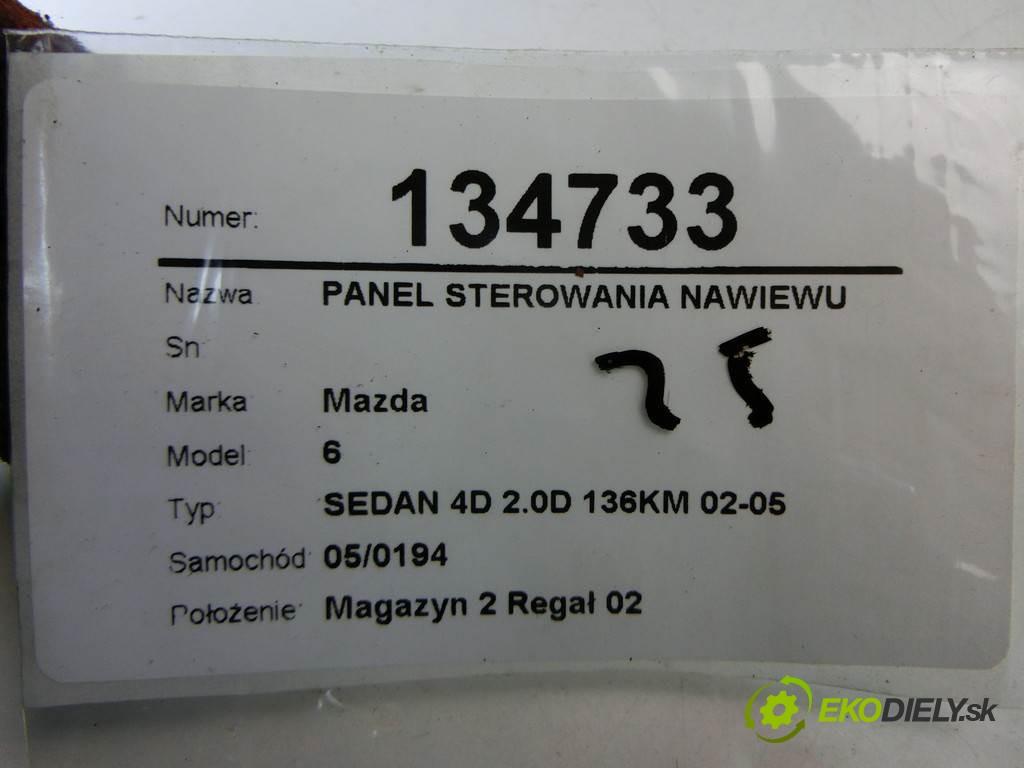 Numer: 134733
Nazwa PANEL STEROWANIA NAWIEWU
Sn
Marka Mazda
Model 6
Typ SEDAN 4D 2.0D 136KM 02-05
Samochód 05/0194
Położenie Magazyn 2 Regał 02
EKODIELY.sk